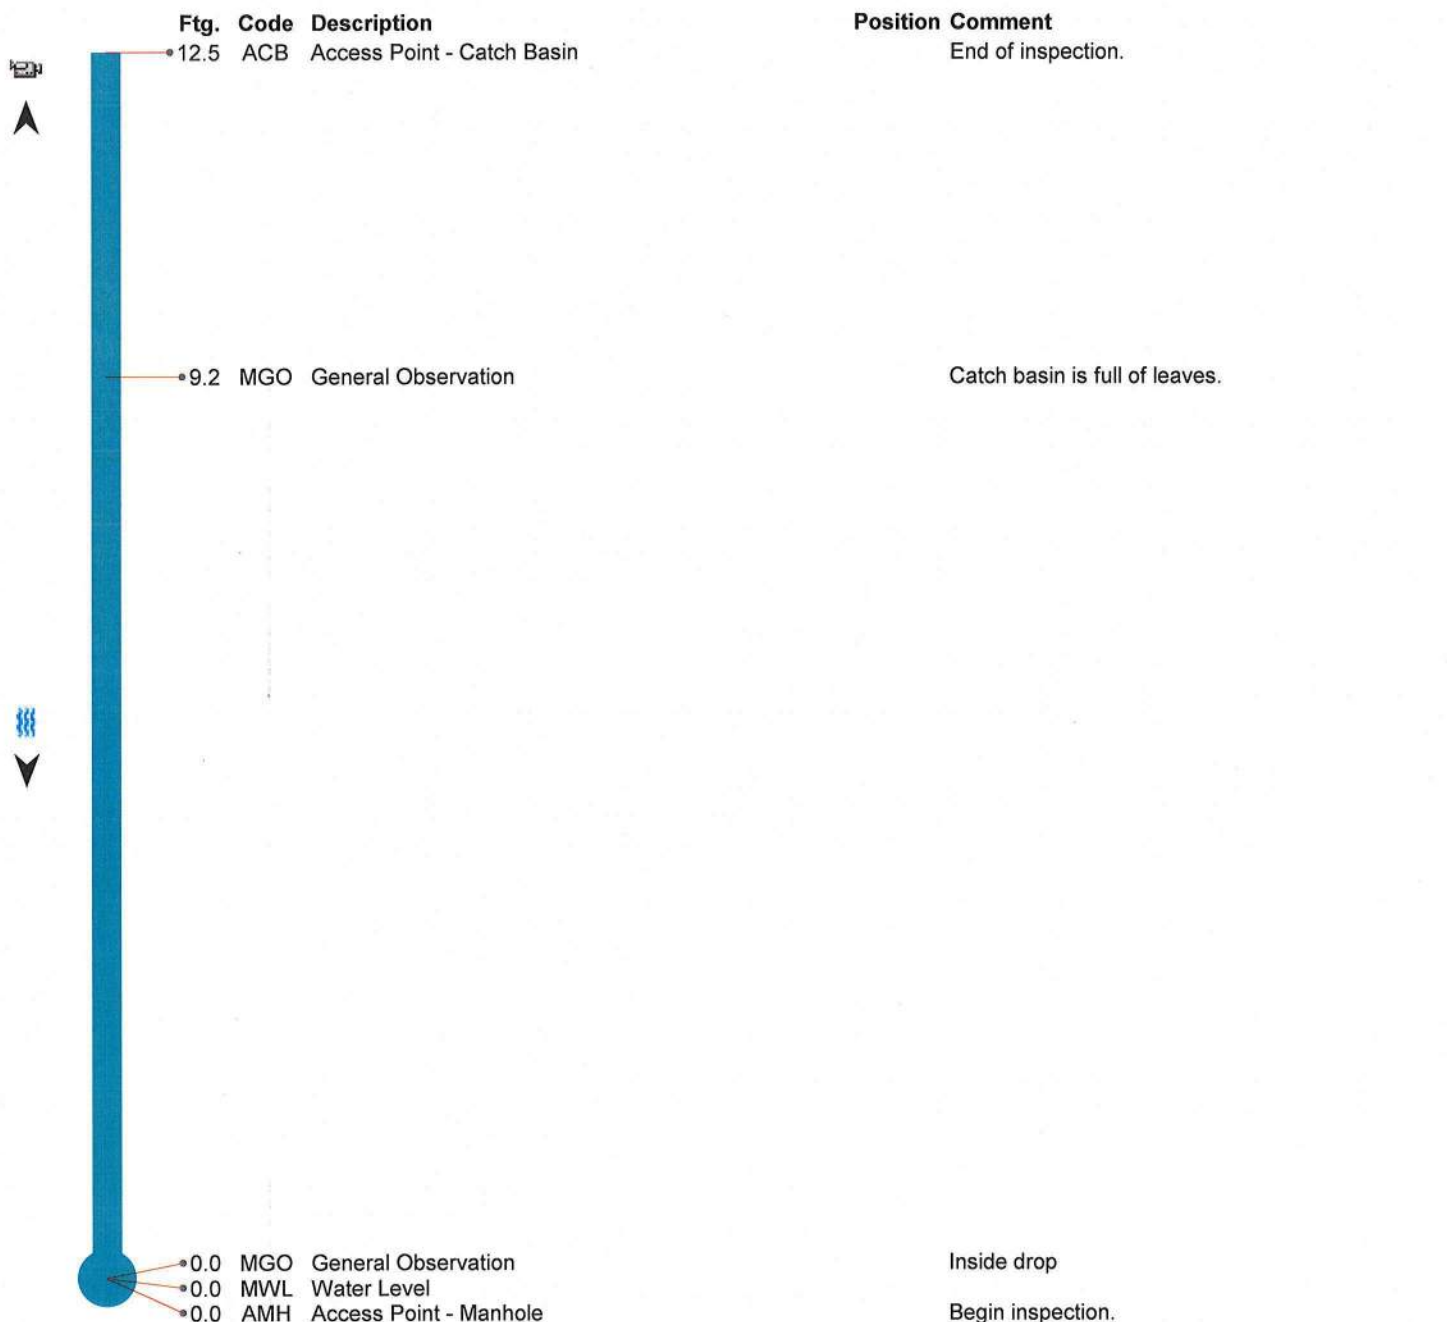 Ftg. Code Description Position Comment
12.5 ACB Access Point - Catch Basin End of inspection.
9.2 MGO General Observation Catch basin is full of leaves.
0.0 MGO General Observation Inside drop
0.0 MWL Water Level
0.0 AMH Access Point - Manhole Begin inspection.